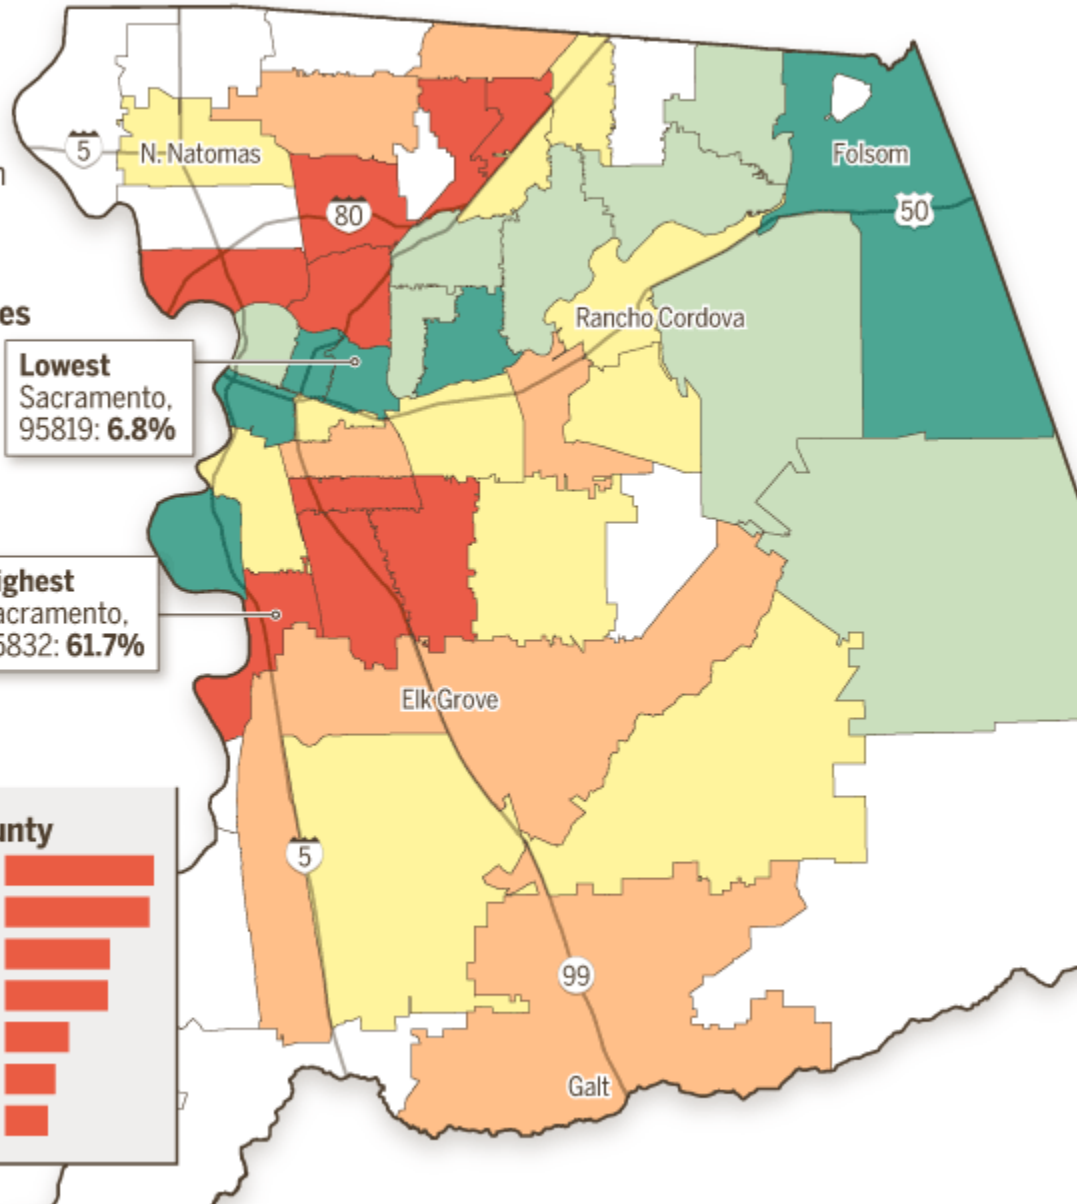 5
N. Natomas
80
Folsom
50
Rancho Cordova
es
Lowest
Sacramento,
95819: 6.8%
ighest
acramento,
5832: 61.7%
Elk Grove
unty
5
99
Galt